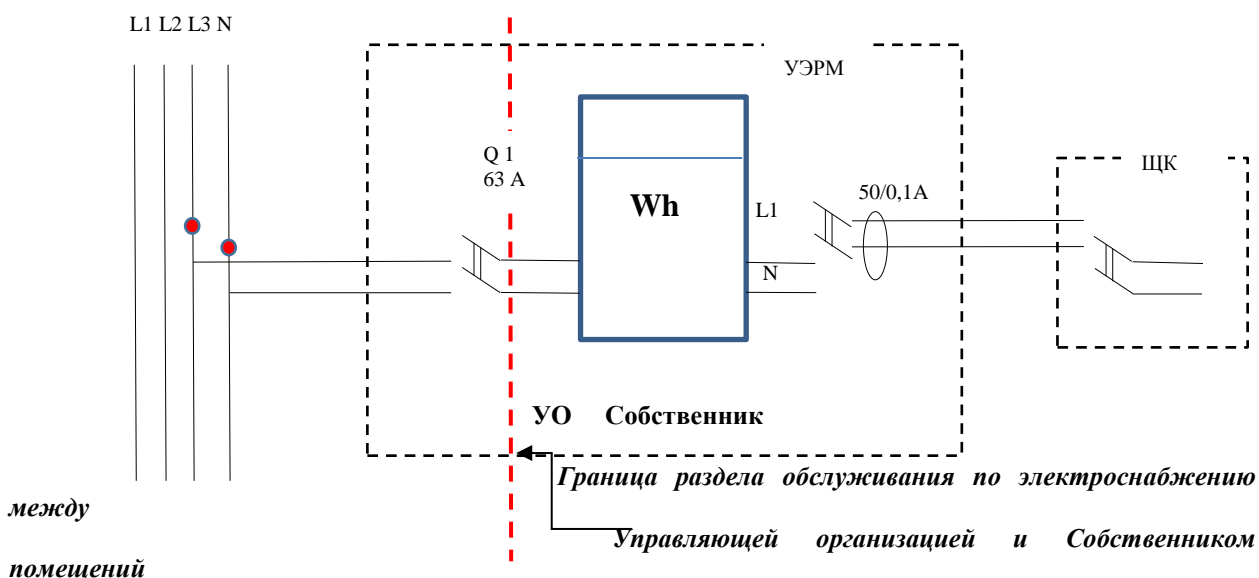 L1 L2 L3 N
УЭРМ
Q 1
63 А
ЩК
50/0,1А
Wh
L1
N
УО Собственник
Граница раздела обслуживания по электроснабжению
между
Управляющей организацией и Собственником
помещений